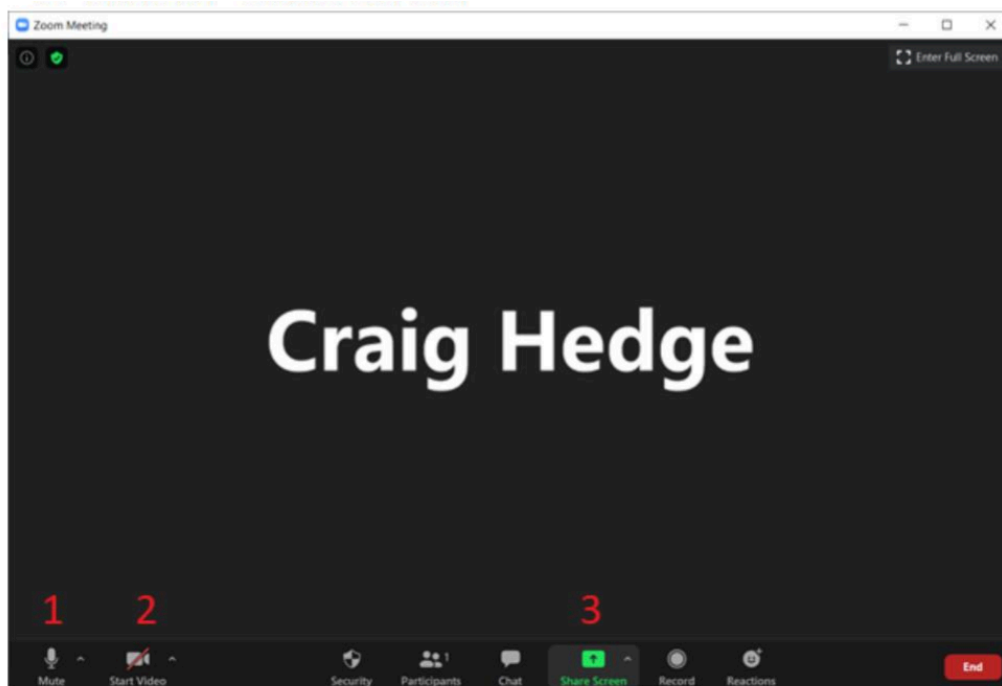 Zoom Meeting
Enter Full Screen
Craig Hedge
1 2 3
1
Mute Start Video Security Participants Chat Share Screen Record Reactions End